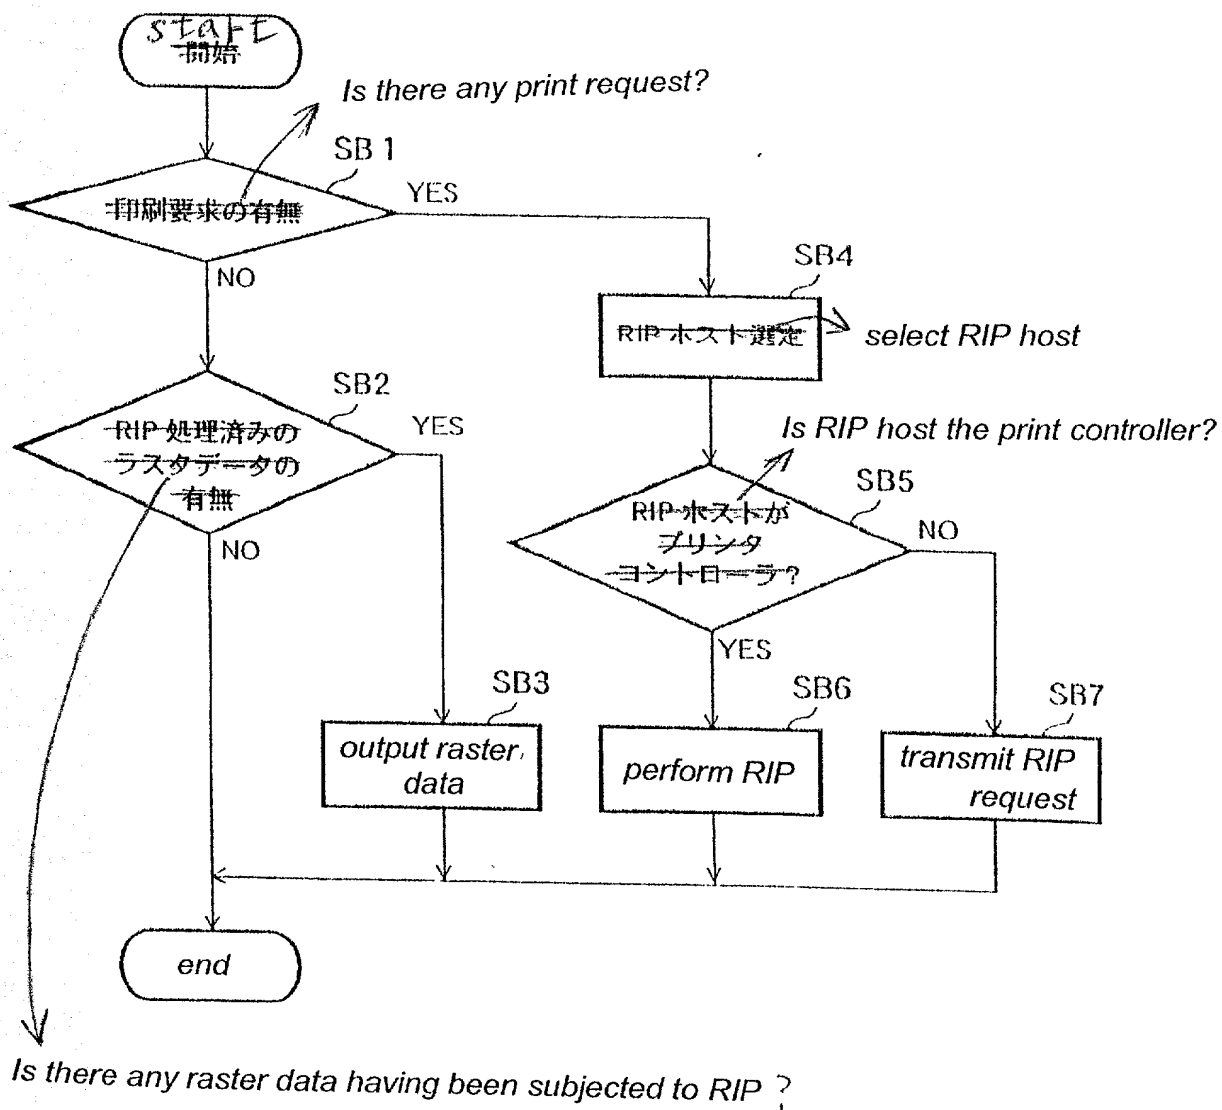 start
開始
Is there any print request?
SB1
印刷要求の有無
YES
NO
SB4
RIP ホスト選定
select RIP host
SB2
RIP 処理済みの
ラスタデータの
有無
YES
NO
Is RIP host the print controller?
SB5
RIP ホストが
プリンタ
コントローラ?
NO
YES
SB3
output raster
data
SB6
perform RIP
SB7
transmit RIP
request
end
Is there any raster data having been subjected to RIP ?